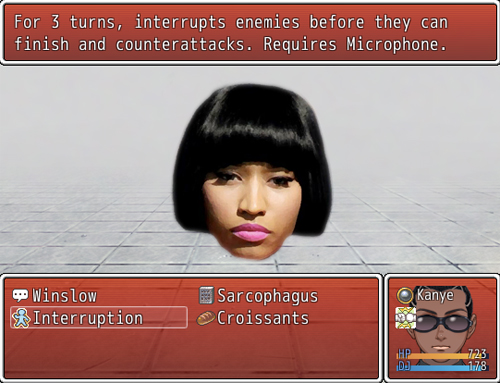 For 3 turns, interrupts enemies before they can
finish and counterattacks. Requires Microphone.
Winslow
Sarcophagus
Kanye
Interruption
Croissants
HP 723
DJ 178